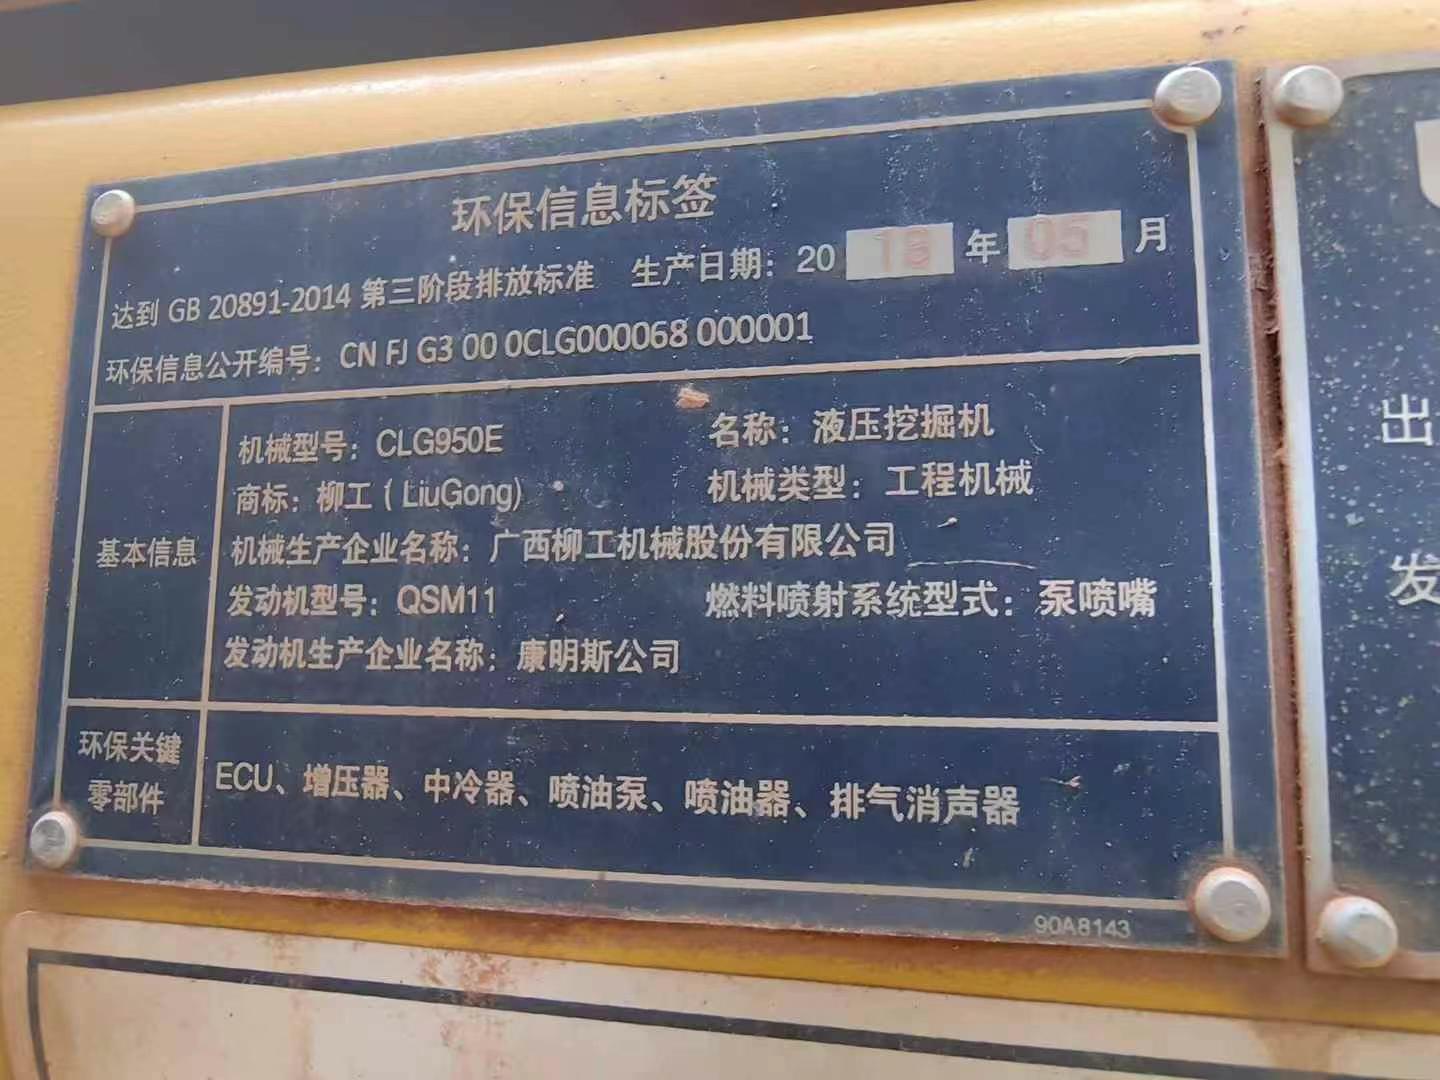 环保信息标签
达到 GB 20891-2014 第三阶段排放标准 生产日期：20 18 年 05 月
环保信息公开编号：CN FJ G3 00 0CLG000068 000001
基本信息
机械型号：CLG950E 名称：液压挖掘机
商标：柳工（LiuGong) 机械类型：工程机械
机械生产企业名称：广西柳工机械股份有限公司
发动机型号：QSM11 燃料喷射系统型式：泵喷嘴
发动机生产企业名称：康明斯公司
环保关键
零部件
ECU、增压器、中冷器、喷油泵、喷油器、排气消声器
90A8143
出
发